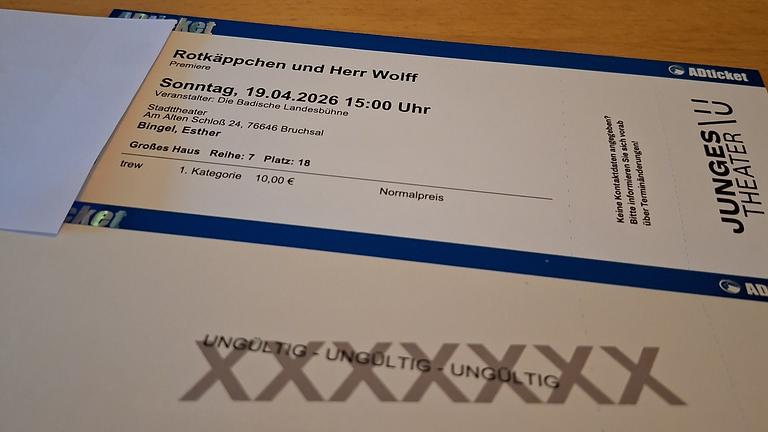 ADticket
Rotkäppchen und Herr Wolff
Premiere
Sonntag, 19.04.2026 15:00 Uhr
Veranstalter: Die Badische Landesbühne
Stadttheater
Am Alten Schloß 24, 76646 Bruchsal
Bingel, Esther
Großes Haus Reihe: 7 Platz: 18
trew 1. Kategorie 10,00 € Normalpreis
Keine Kontaktdaten angegeben?
Bitte informieren Sie sich vorab
über Terminänderungen!
JUNGES
THEATER
ADticket
cket
AD
UNGÜLTIG - UNGÜLTIG - UNGÜLTIG
XXXXXXX